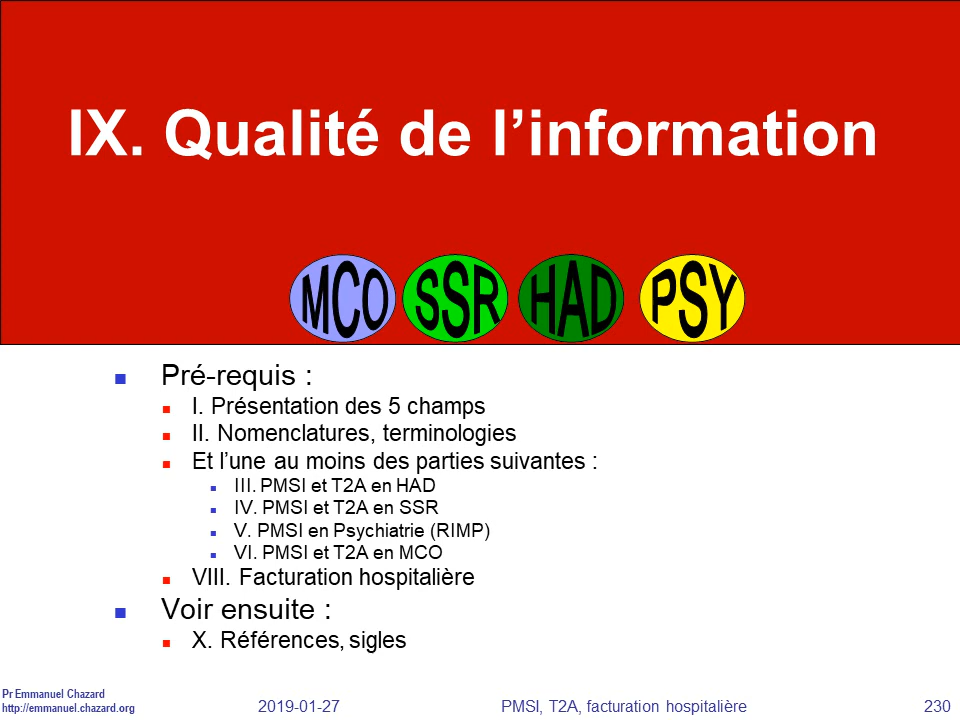 IX. Qualité de l’information
MCO SSR HAD PSY
Pré-requis :
I. Présentation des 5 champs
II. Nomenclatures, terminologies
Et l’une au moins des parties suivantes :
III. PMSI et T2A en HAD
IV. PMSI et T2A en SSR
V. PMSI en Psychiatrie (RIMP)
VI. PMSI et T2A en MCO
VIII. Facturation hospitalière
Voir ensuite :
X. Références, sigles
Pr Emmanuel Chazard
http://emmanuel.chazard.org
2019-01-27 PMSI, T2A, facturation hospitalière 230